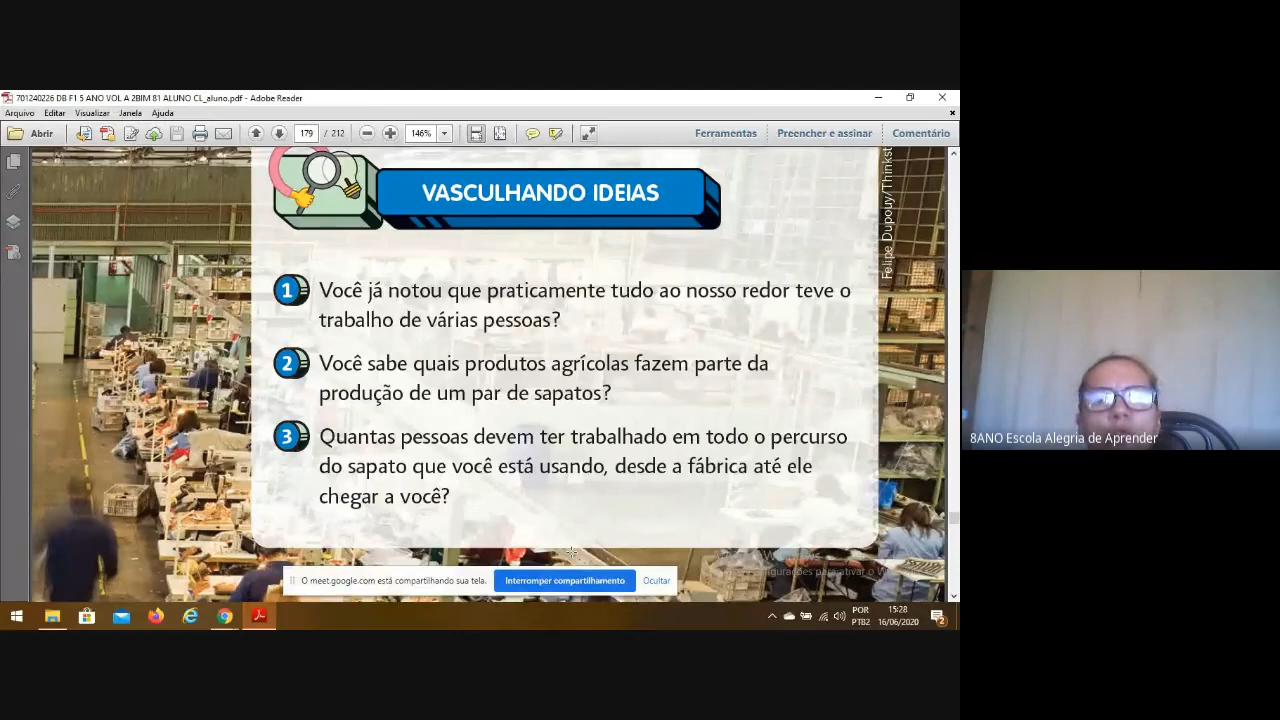 701240226 DB F1 5 ANO VOL A 2BIM 81 ALUNO CL_aluno.pdf - Adobe Reader
Arquivo Editar Visualizar Janela Ajuda
Abrir 179 / 212 146% Ferramentas Preencher e assinar Comentário
Felipe Dupouy/Thinkst
VASCULHANDO IDEIAS
1 Você já notou que praticamente tudo ao nosso redor teve o
trabalho de várias pessoas?
2 Você sabe quais produtos agrícolas fazem parte da
produção de um par de sapatos?
3 Quantas pessoas devem ter trabalhado em todo o percurso
do sapato que você está usando, desde a fábrica até ele
chegar a você?
8ANO Escola Alegria de Aprender
para ativar o
O meet.google.com está compartilhando sua tela. Interromper compartilhamento Ocultar
POR 15:28
PTB2 16/06/2020 2